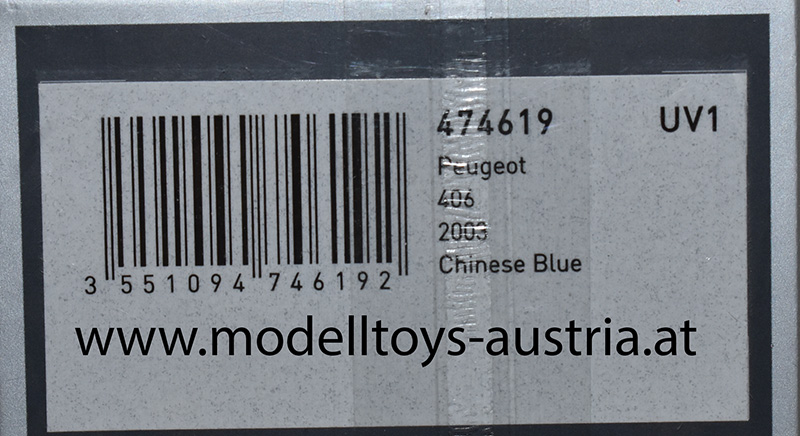 474619 UV1
Peugeot
406
2003
Chinese Blue
3 551094 746192
www.modelltoys-austria.at